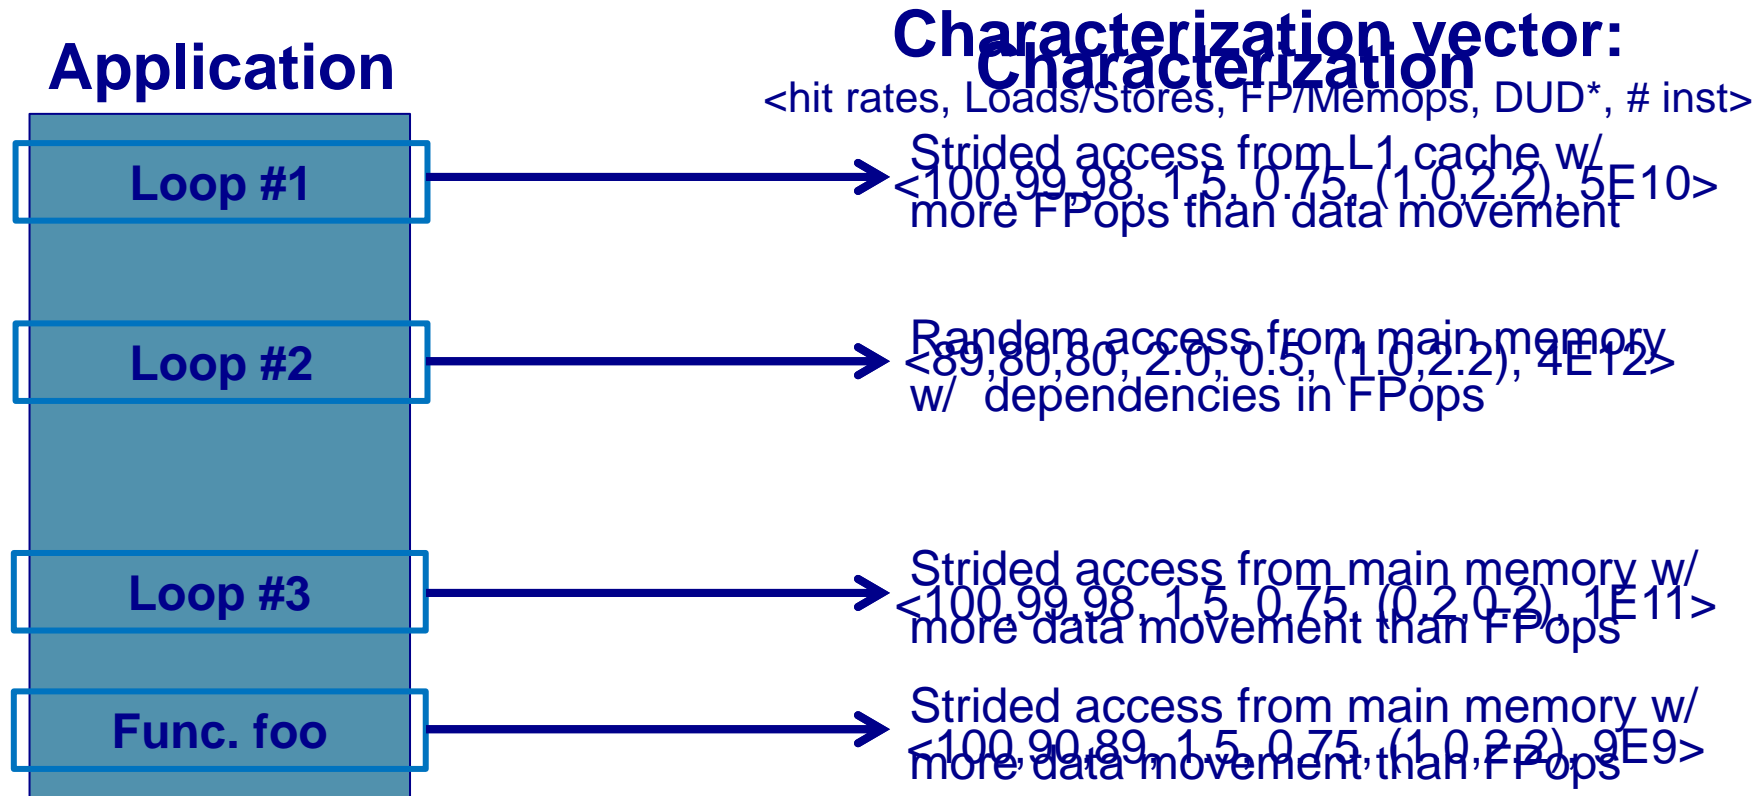 Application
Characterization vector:
Characterization
<hit rates, Loads/Stores, FP/Memops, DUD*, # inst>
Loop #1
Strided access from L1 cache w/
<100,99,98, 1.5, 0.75, (1.0,2.2), 5E10>
more FPops than data movement
Loop #2
Random access from main memory
<89,80,80, 2.0, 0.5, (1.0,2.2), 4E12>
w/  dependencies in FPops
Loop #3
Strided access from main memory w/
<100,99,98, 1.5, 0.75, (0.2,0.2), 1E11>
more data movement than FPops
Func. foo
Strided access from main memory w/
<100,90,89, 1.5, 0.75, (1.0,2.2), 9E9>
more data movement than FPops